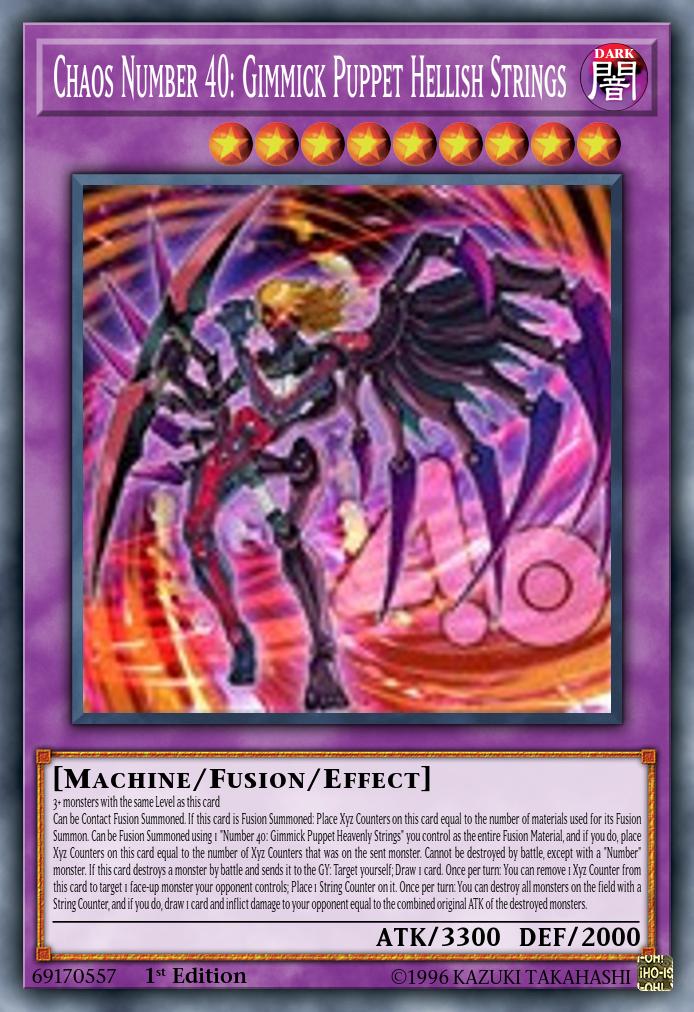 Chaos Number 40: Gimmick Puppet Hellish Strings
DARK
闇
4.0
[Machine/Fusion/Effect]
3+ monsters with the same Level as this card
Can be Contact Fusion Summoned. If this card is Fusion Summoned: Place Xyz Counters on this card equal to the number of materials used for its Fusion
Summon. Can be Fusion Summoned using 1 "Number 40: Gimmick Puppet Heavenly Strings" you control as the entire Fusion Material, and if you do, place
Xyz Counters on this card equal to the number of Xyz Counters that was on the sent monster. Cannot be destroyed by battle, except with a "Number"
monster. If this card destroys a monster by battle and sends it to the GY: Target yourself; Draw 1 card. Once per turn: You can remove 1 Xyz Counter from
this card to target 1 face-up monster your opponent controls; Place 1 String Counter on it. Once per turn: You can destroy all monsters on the field with a
String Counter, and if you do, draw 1 card and inflict damage to your opponent equal to the combined original ATK of the destroyed monsters.
ATK/3300 DEF/2000
69170557 1st Edition ©1996 KAZUKI TAKAHASHI